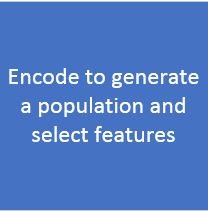 Encode to generate
a population and
select features